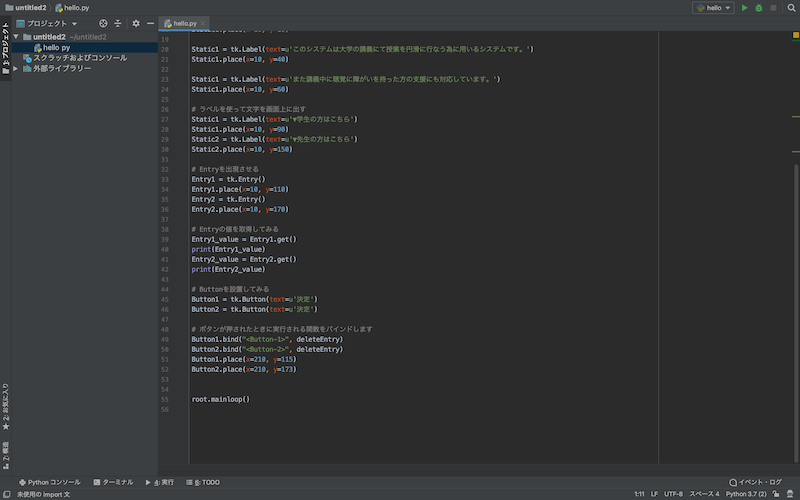 untitled2
hello.py
hello
プロジェクト
hello.py
1: プロジェクト
untitled2 ~/untitled2
hello py
スクラッチおよびコンソール
外部ライブラリー
19
20 Static1 = tk.Label(text=u'このシステムは大学の講義にて授業を円滑に行なう為に用いるシステムです。')
21 Static1.place(x=10, y=40)
22
23 Static1 = tk.Label(text=u'また講義中に聴覚に障がいを持った方の支援にも対応しています。')
24 Static1.place(x=10, y=60)
25
26 # ラベルを使って文字を画面上に出す
27 Static1 = tk.Label(text=u'▼学生の方はこちら')
28 Static1.place(x=10, y=90)
29 Static2 = tk.Label(text=u'▼先生の方はこちら')
30 Static2.place(x=10, y=150)
31
32 # Entryを出現させる
33 Entry1 = tk.Entry()
34 Entry1.place(x=10, y=110)
35 Entry2 = tk.Entry()
36 Entry2.place(x=10, y=170)
37
38 # Entryの値を取得してみる
39 Entry1_value = Entry1.get()
40 print(Entry1_value)
41 Entry2_value = Entry2.get()
42 print(Entry2_value)
43
44 # Buttonを設置してみる
45 Button1 = tk.Button(text=u'決定')
46 Button2 = tk.Button(text=u'決定')
47
48 # ボタンが押されたときに実行される関数をバインドします
49 Button1.bind("<Button-1>", deleteEntry)
50 Button2.bind("<Button-2>", deleteEntry)
51 Button1.place(x=210, y=115)
52 Button2.place(x=210, y=173)
53
54
55 root.mainloop()
56
2: お気に入り
7: 構造
Python コンソール
ターミナル
4: 実行
6: TODO
イベント・ログ
未使用の import 文
1:11 LF UTF-8 スペース 4 Python 3.7 (2)